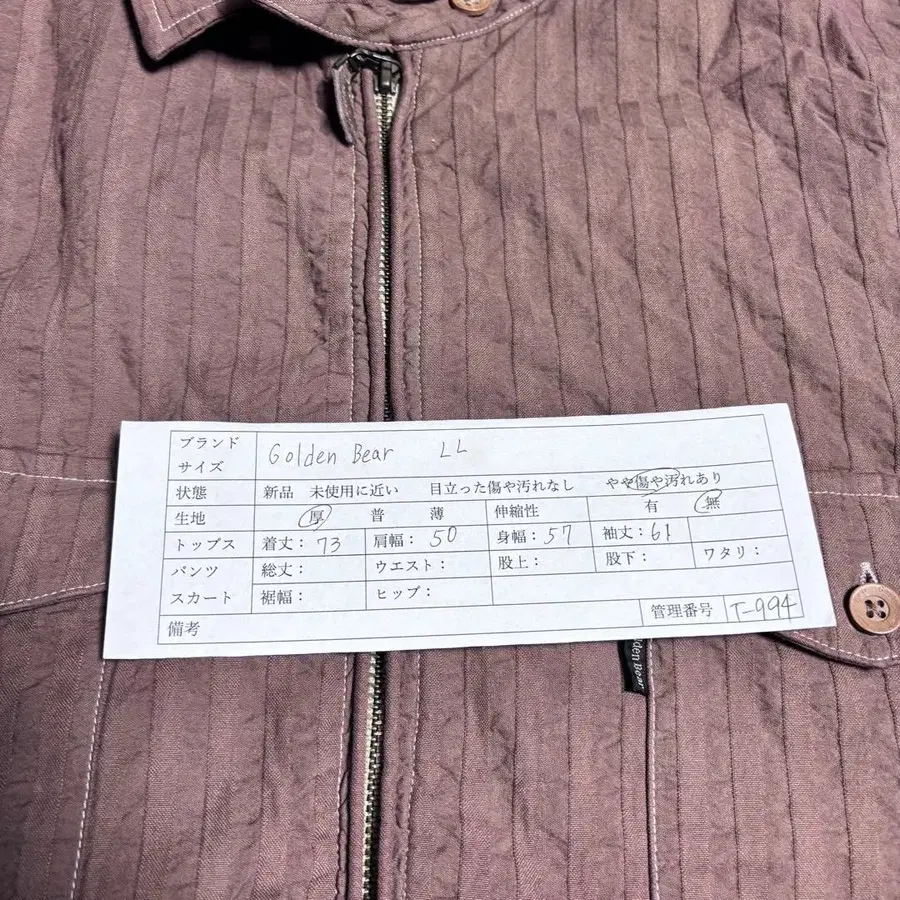 ブランド Golden Bear LL
サイズ
状態 新品 未使用に近い 目立った傷や汚れなし やや傷や汚れあり
生地 厚 普 薄 伸縮性 有 無
トップス 着丈：73 肩幅：50 身幅：57 袖丈：61
パンツ 総丈： ウエスト： 股上： 股下： ワタリ：
スカート 裾幅： ヒップ：
備考 管理番号 T-994
lden Bear